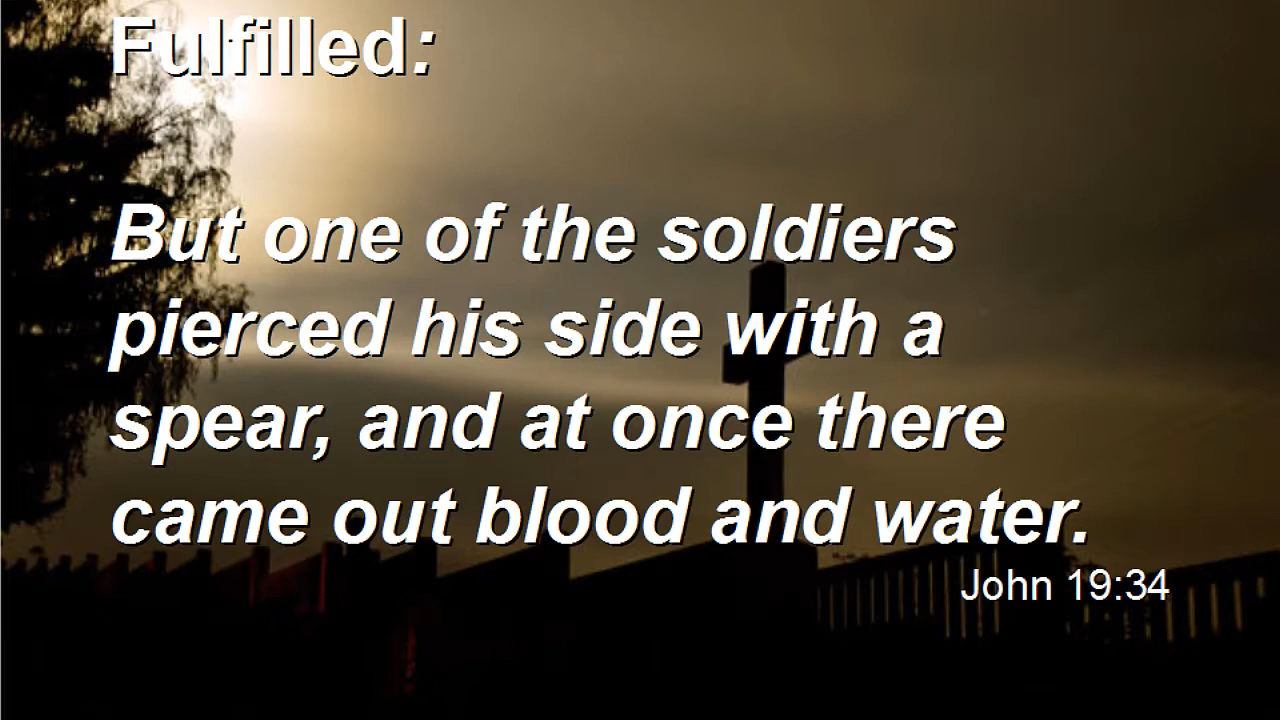 Fulfilled:
But one of the soldiers
pierced his side with a
spear, and at once there
came out blood and water.
John 19:34